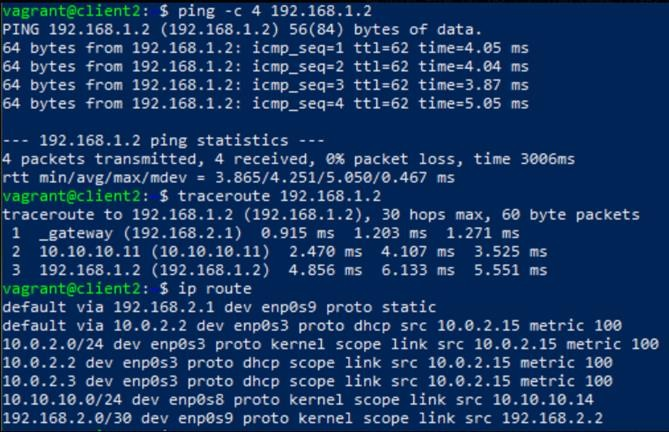 vagrant@client2: $ ping -c 4 192.168.1.2
PING 192.168.1.2 (192.168.1.2) 56(84) bytes of data.
64 bytes from 192.168.1.2: icmp_seq=1 ttl=62 time=4.05 ms
64 bytes from 192.168.1.2: icmp_seq=2 ttl=62 time=4.04 ms
64 bytes from 192.168.1.2: icmp_seq=3 ttl=62 time=3.87 ms
64 bytes from 192.168.1.2: icmp_seq=4 ttl=62 time=5.05 ms

--- 192.168.1.2 ping statistics ---
4 packets transmitted, 4 received, 0% packet loss, time 3006ms
rtt min/avg/max/mdev = 3.865/4.251/5.050/0.467 ms
vagrant@client2: $ traceroute 192.168.1.2
traceroute to 192.168.1.2 (192.168.1.2), 30 hops max, 60 byte packets
 1  _gateway (192.168.2.1)  0.915 ms  1.203 ms  1.271 ms
 2  10.10.10.11 (10.10.10.11)  2.470 ms  4.107 ms  3.525 ms
 3  192.168.1.2 (192.168.1.2)  4.856 ms  6.133 ms  5.551 ms
vagrant@client2: $ ip route
default via 192.168.2.1 dev enp0s9 proto static
default via 10.0.2.2 dev enp0s3 proto dhcp src 10.0.2.15 metric 100
10.0.2.0/24 dev enp0s3 proto kernel scope link src 10.0.2.15 metric 100
10.0.2.2 dev enp0s3 proto dhcp scope link src 10.0.2.15 metric 100
10.0.2.3 dev enp0s3 proto dhcp scope link src 10.0.2.15 metric 100
10.10.10.0/24 dev enp0s8 proto kernel scope link src 10.10.10.14
192.168.2.0/30 dev enp0s9 proto kernel scope link src 192.168.2.2